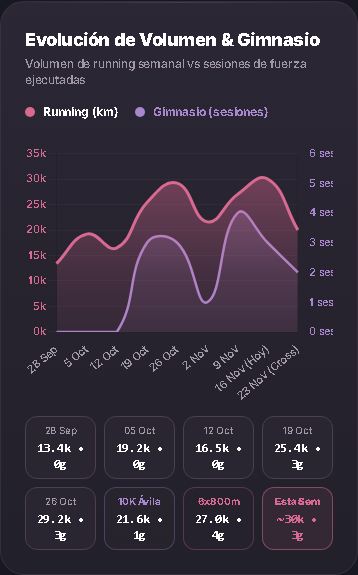 Evolución de Volumen & Gimnasio
Volumen de running semanal vs sesiones de fuerza
ejecutadas
Running (km)
Gimnasio (sesiones)
35k
30k
25k
20k
15k
10k
5k
0k
6 ses
5 ses
4 ses
3 ses
2 ses
1 ses
0 ses
28 Sep
5 Oct
12 Oct
19 Oct
26 Oct
2 Nov
9 Nov
16 Nov (Hoy)
23 Nov (Cross)
28 Sep
13.4k •
0g
05 Oct
19.2k •
0g
12 Oct
16.5k •
0g
19 Oct
25.4k •
3g
26 Oct
29.2k •
3g
10K Ávila
21.6k •
1g
6x800m
27.0k •
4g
Esta Sem
~30k •
3g